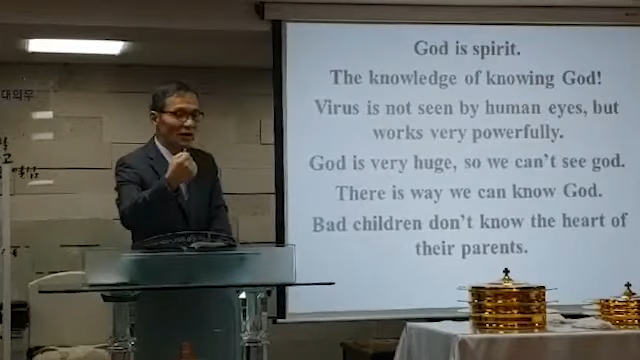 대의무
God is spirit.
The knowledge of knowing God!
Virus is not seen by human eyes, but
works very powerfully.
God is very huge, so we can't see god.
There is way we can know God.
Bad children don't know the heart of
their parents.